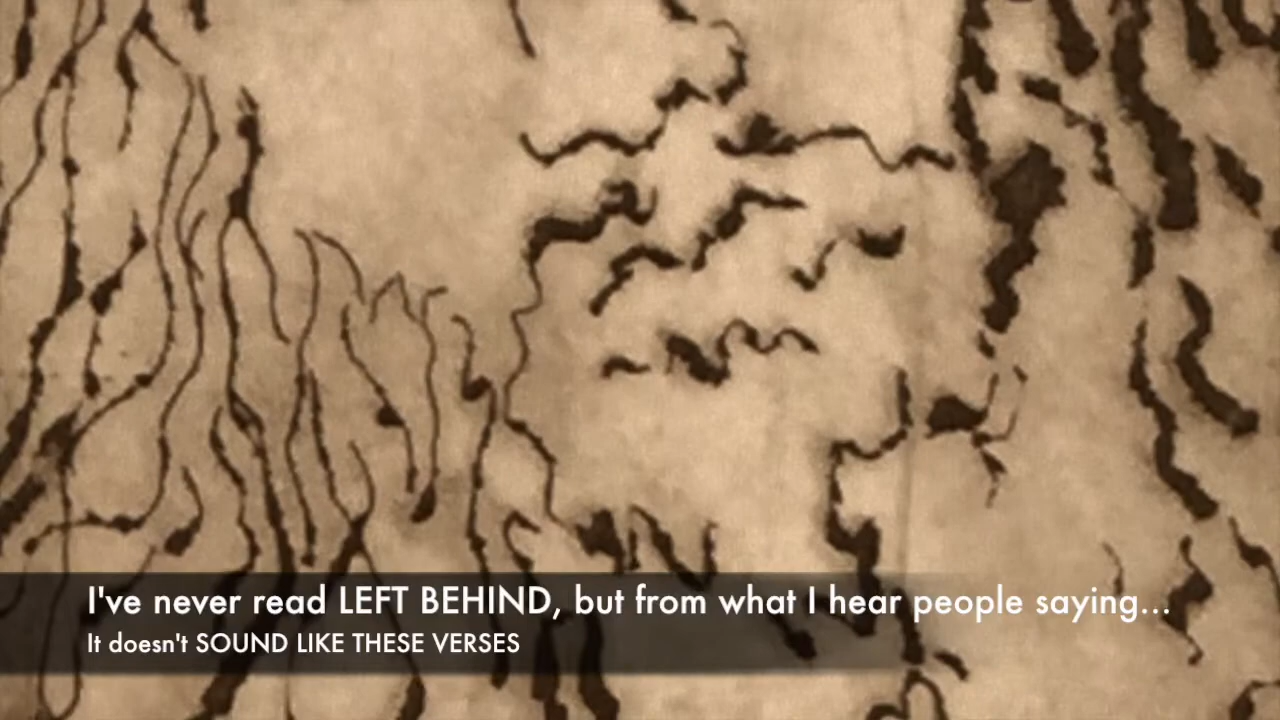 I've never read LEFT BEHIND, but from what I hear people saying...
It doesn't SOUND LIKE THESE VERSES